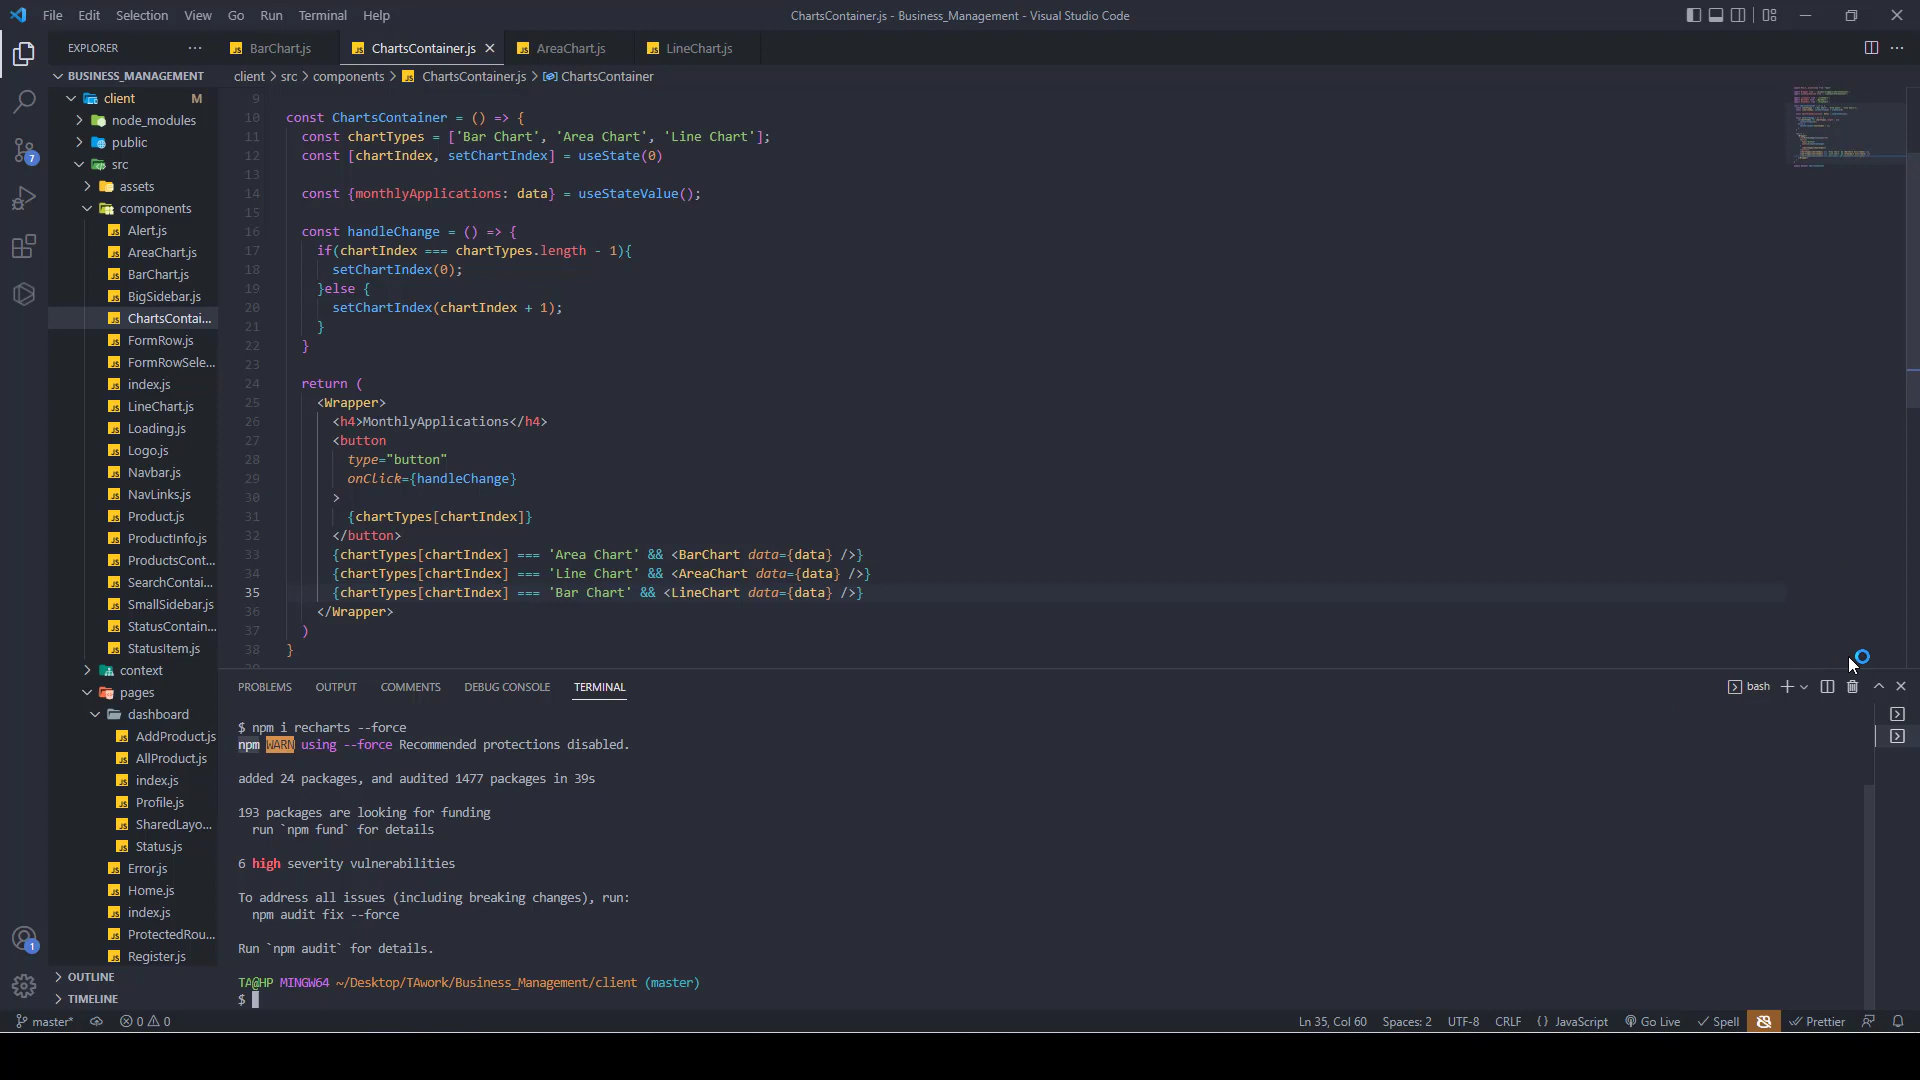 File Edit Selection View Go Run Terminal Help
ChartsContainer.js - Business_Management - Visual Studio Code
EXPLORER
BarChart.js
ChartsContainer.js
AreaChart.js
LineChart.js
BUSINESS_MANAGEMENT
client > src > components > ChartsContainer.js > ChartsContainer
client M
node_modules
public
src
assets
components
Alert.js
AreaChart.js
BarChart.js
BigSidebar.js
ChartsContai...
FormRow.js
FormRowSele...
index.js
LineChart.js
Loading.js
Logo.js
Navbar.js
NavLinks.js
Product.js
ProductInfo.js
ProductsCont...
SearchContai...
SmallSidebar.js
StatusContain...
StatusItem.js
context
pages
dashboard
AddProduct.js
AllProduct.js
index.js
Profile.js
SharedLayo...
Status.js
Error.js
Home.js
index.js
ProtectedRou...
Register.js
OUTLINE
TIMELINE
7
1
9
10 const ChartsContainer = () => {
11 const chartTypes = ['Bar Chart', 'Area Chart', 'Line Chart'];
12 const [chartIndex, setChartIndex] = useState(0)
13
14 const {monthlyApplications: data} = useStateValue();
15
16 const handleChange = () => {
17 if(chartIndex === chartTypes.length - 1){
18 setChartIndex(0);
19 }else {
20 setChartIndex(chartIndex + 1);
21 }
22 }
23
24 return (
25 <Wrapper>
26 <h4>MonthlyApplications</h4>
27 <button
28 type="button"
29 onClick={handleChange}
30 >
31 {chartTypes[chartIndex]}
32 </button>
33 {chartTypes[chartIndex] === 'Area Chart' && <BarChart data={data} />}
34 {chartTypes[chartIndex] === 'Line Chart' && <AreaChart data={data} />}
35 {chartTypes[chartIndex] === 'Bar Chart' && <LineChart data={data} />}
36 </Wrapper>
37 )
38 }
PROBLEMS OUTPUT COMMENTS DEBUG CONSOLE TERMINAL
bash
$ npm i recharts --force
npm WARN using --force Recommended protections disabled.
added 24 packages, and audited 1477 packages in 39s
193 packages are looking for funding
run `npm fund` for details
6 high severity vulnerabilities
To address all issues (including breaking changes), run:
npm audit fix --force
Run `npm audit` for details.
TA@HP MINGW64 ~/Desktop/TAwork/Business_Management/client (master)
$
master* 0 0
Ln 35, Col 60 Spaces: 2 UTF-8 CRLF {} JavaScript Go Live Spell Prettier